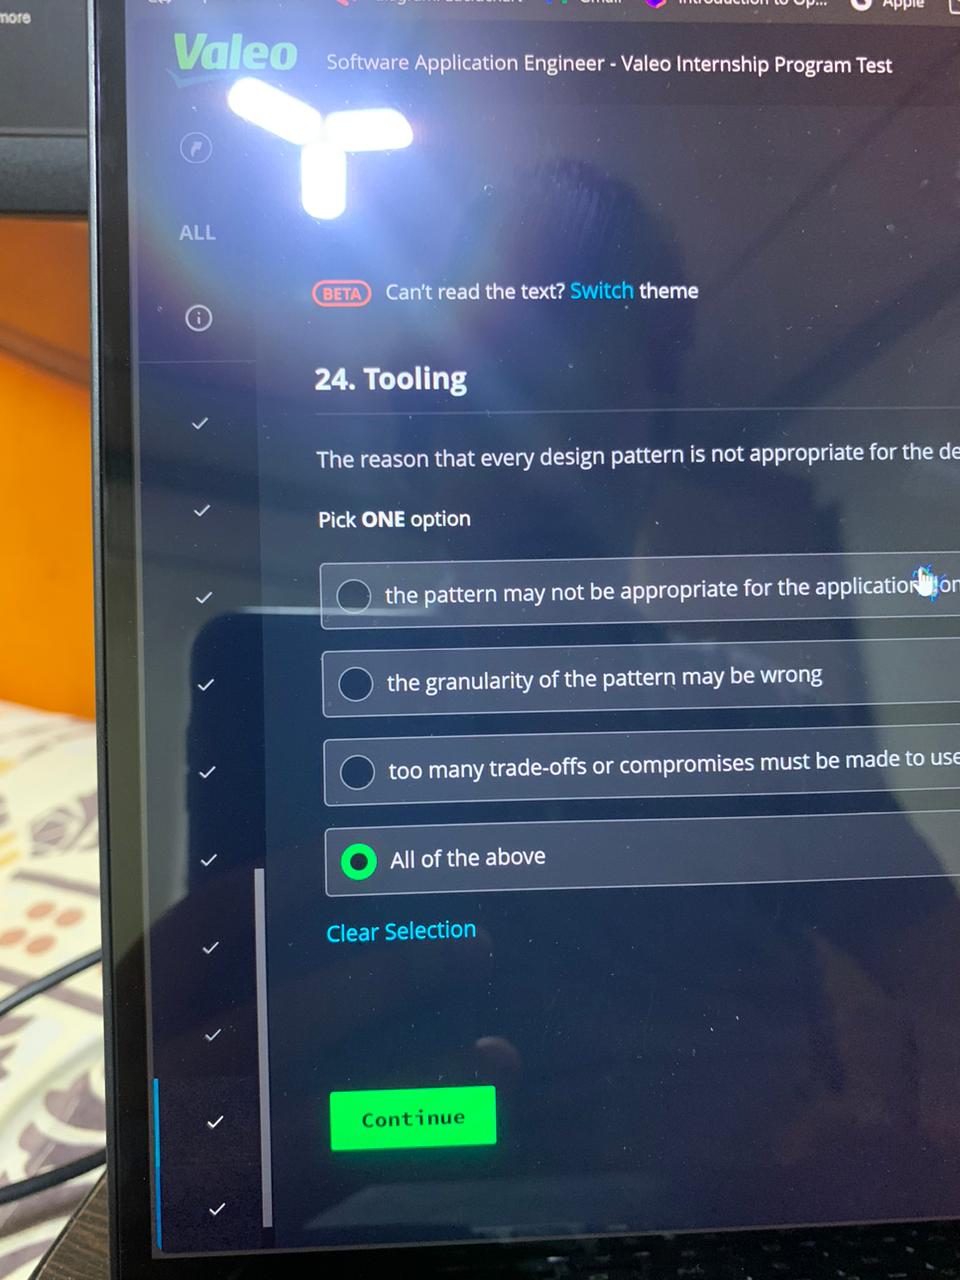 more
Apple
Valeo
Software Application Engineer - Valeo Internship Program Test
ALL
BETA Can't read the text? Switch theme
24. Tooling
The reason that every design pattern is not appropriate for the de
Pick ONE option
the pattern may not be appropriate for the application
the granularity of the pattern may be wrong
too many trade-offs or compromises must be made to use
All of the above
Clear Selection
Continue